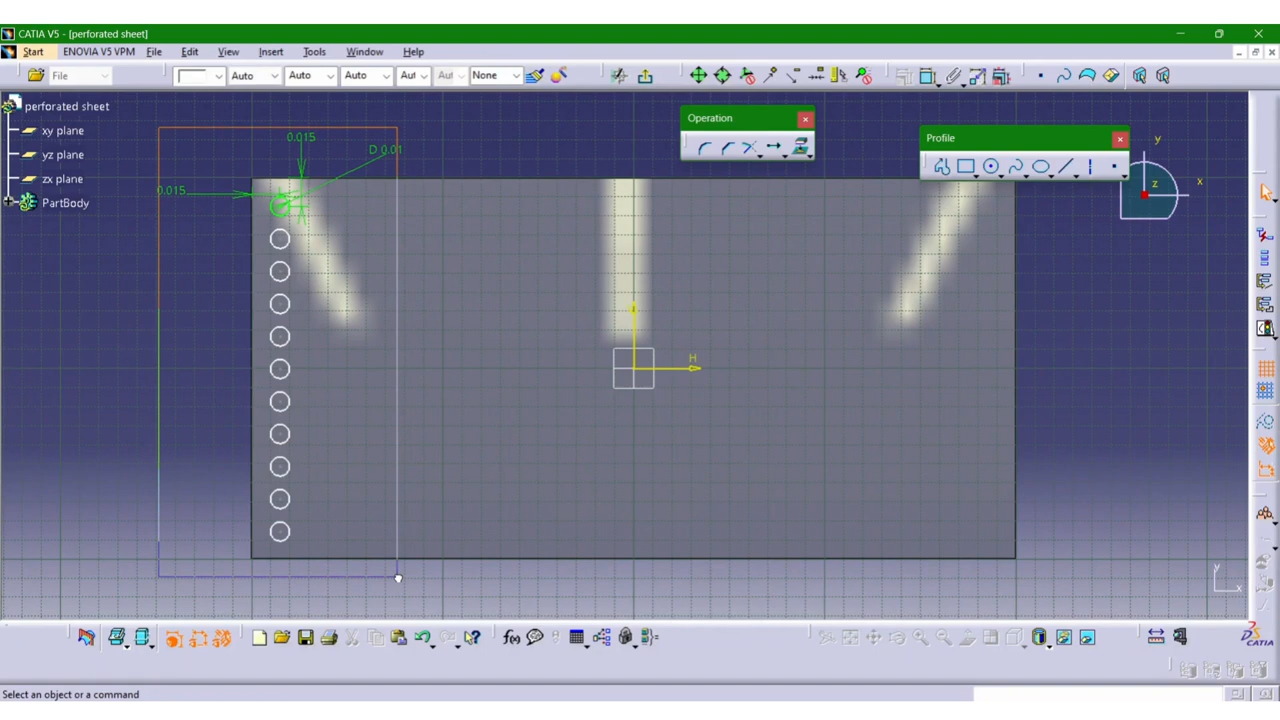 CATIA V5 - [perforated sheet]
Start ENOVIA V5 VPM File Edit View Insert Tools Window Help
File Auto Auto Auto Aut Aut None
perforated sheet
xy plane
yz plane
zx plane
PartBody
0.015
D 0.01
0.015
Operation
Profile
y
z
x
H
y
x
f(x)
CATIA
Select an object or a command